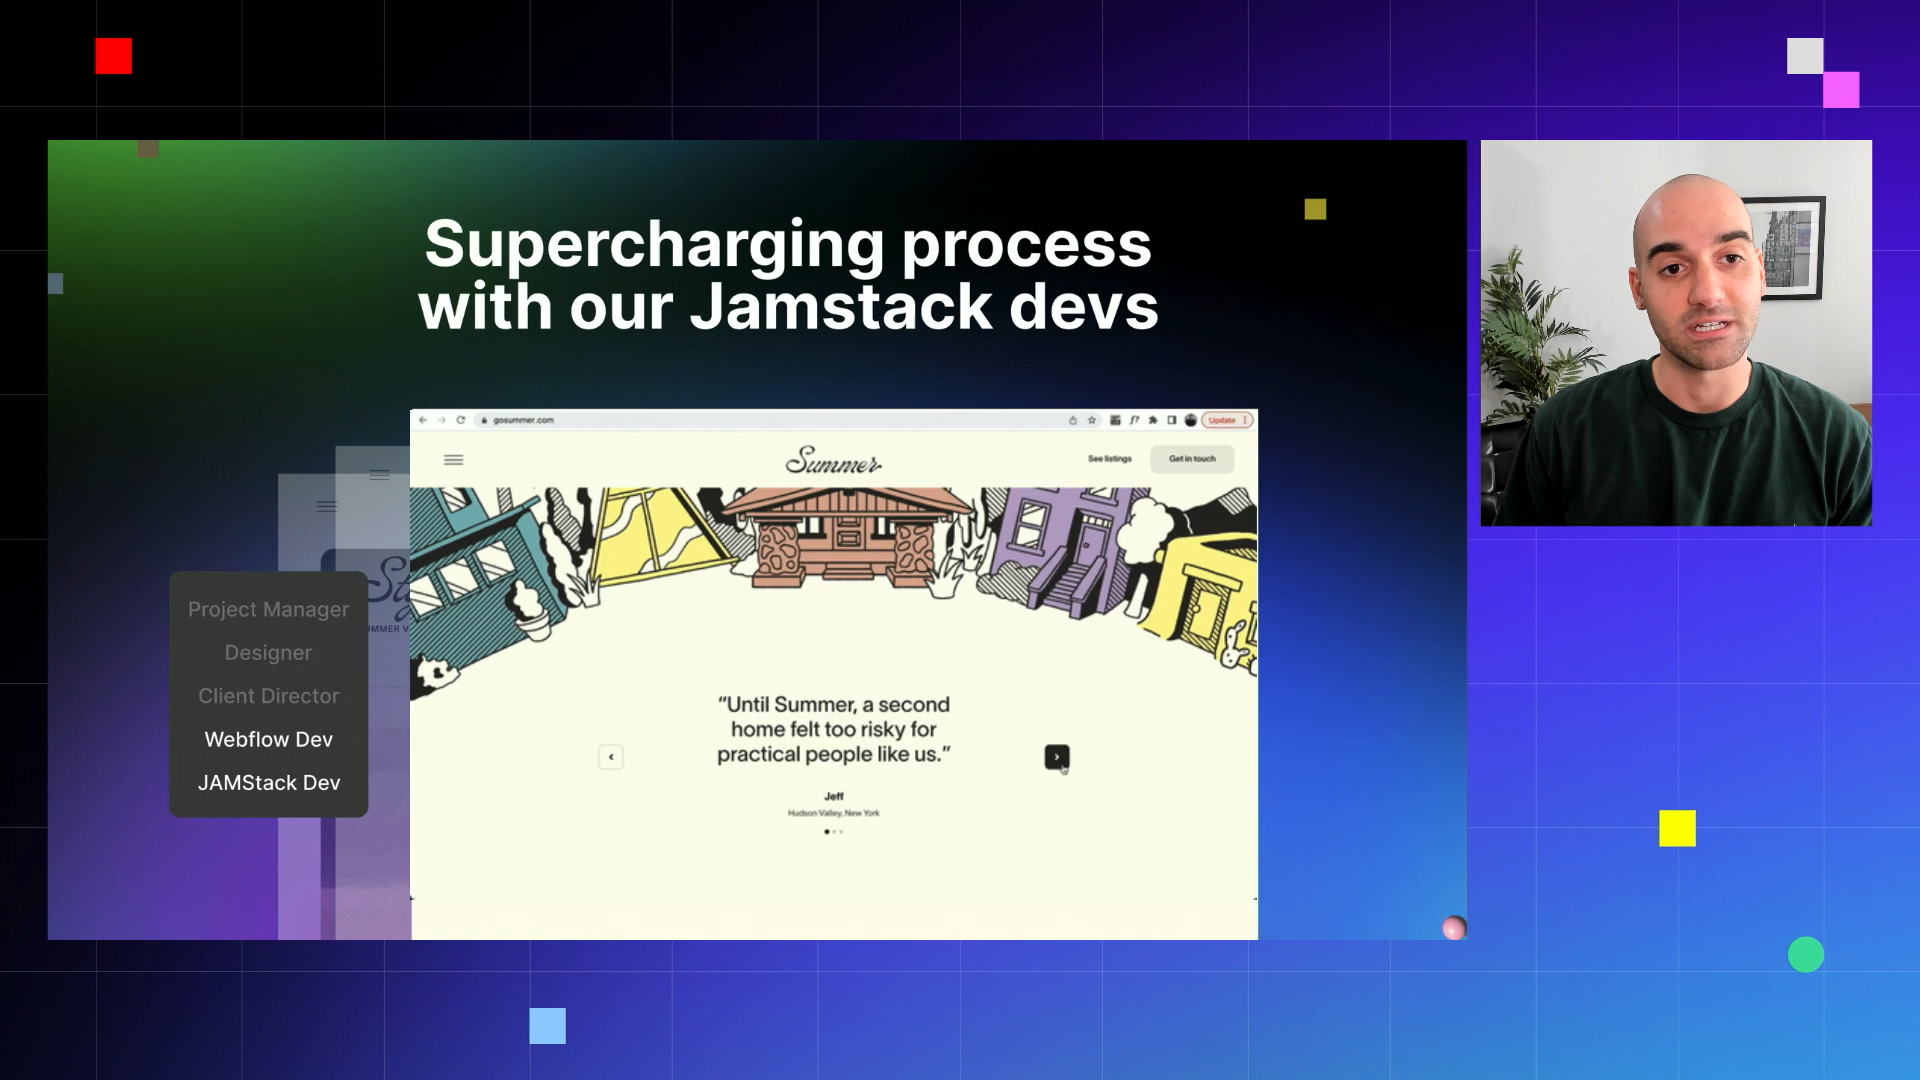 Supercharging process
with our Jamstack devs
gosummer.com
Update
Summer
See listings
Get in touch
Project Manager
Designer
Client Director
Webflow Dev
JAMStack Dev
“Until Summer, a second
home felt too risky for
practical people like us.”
Jeff
Hudson Valley, New York